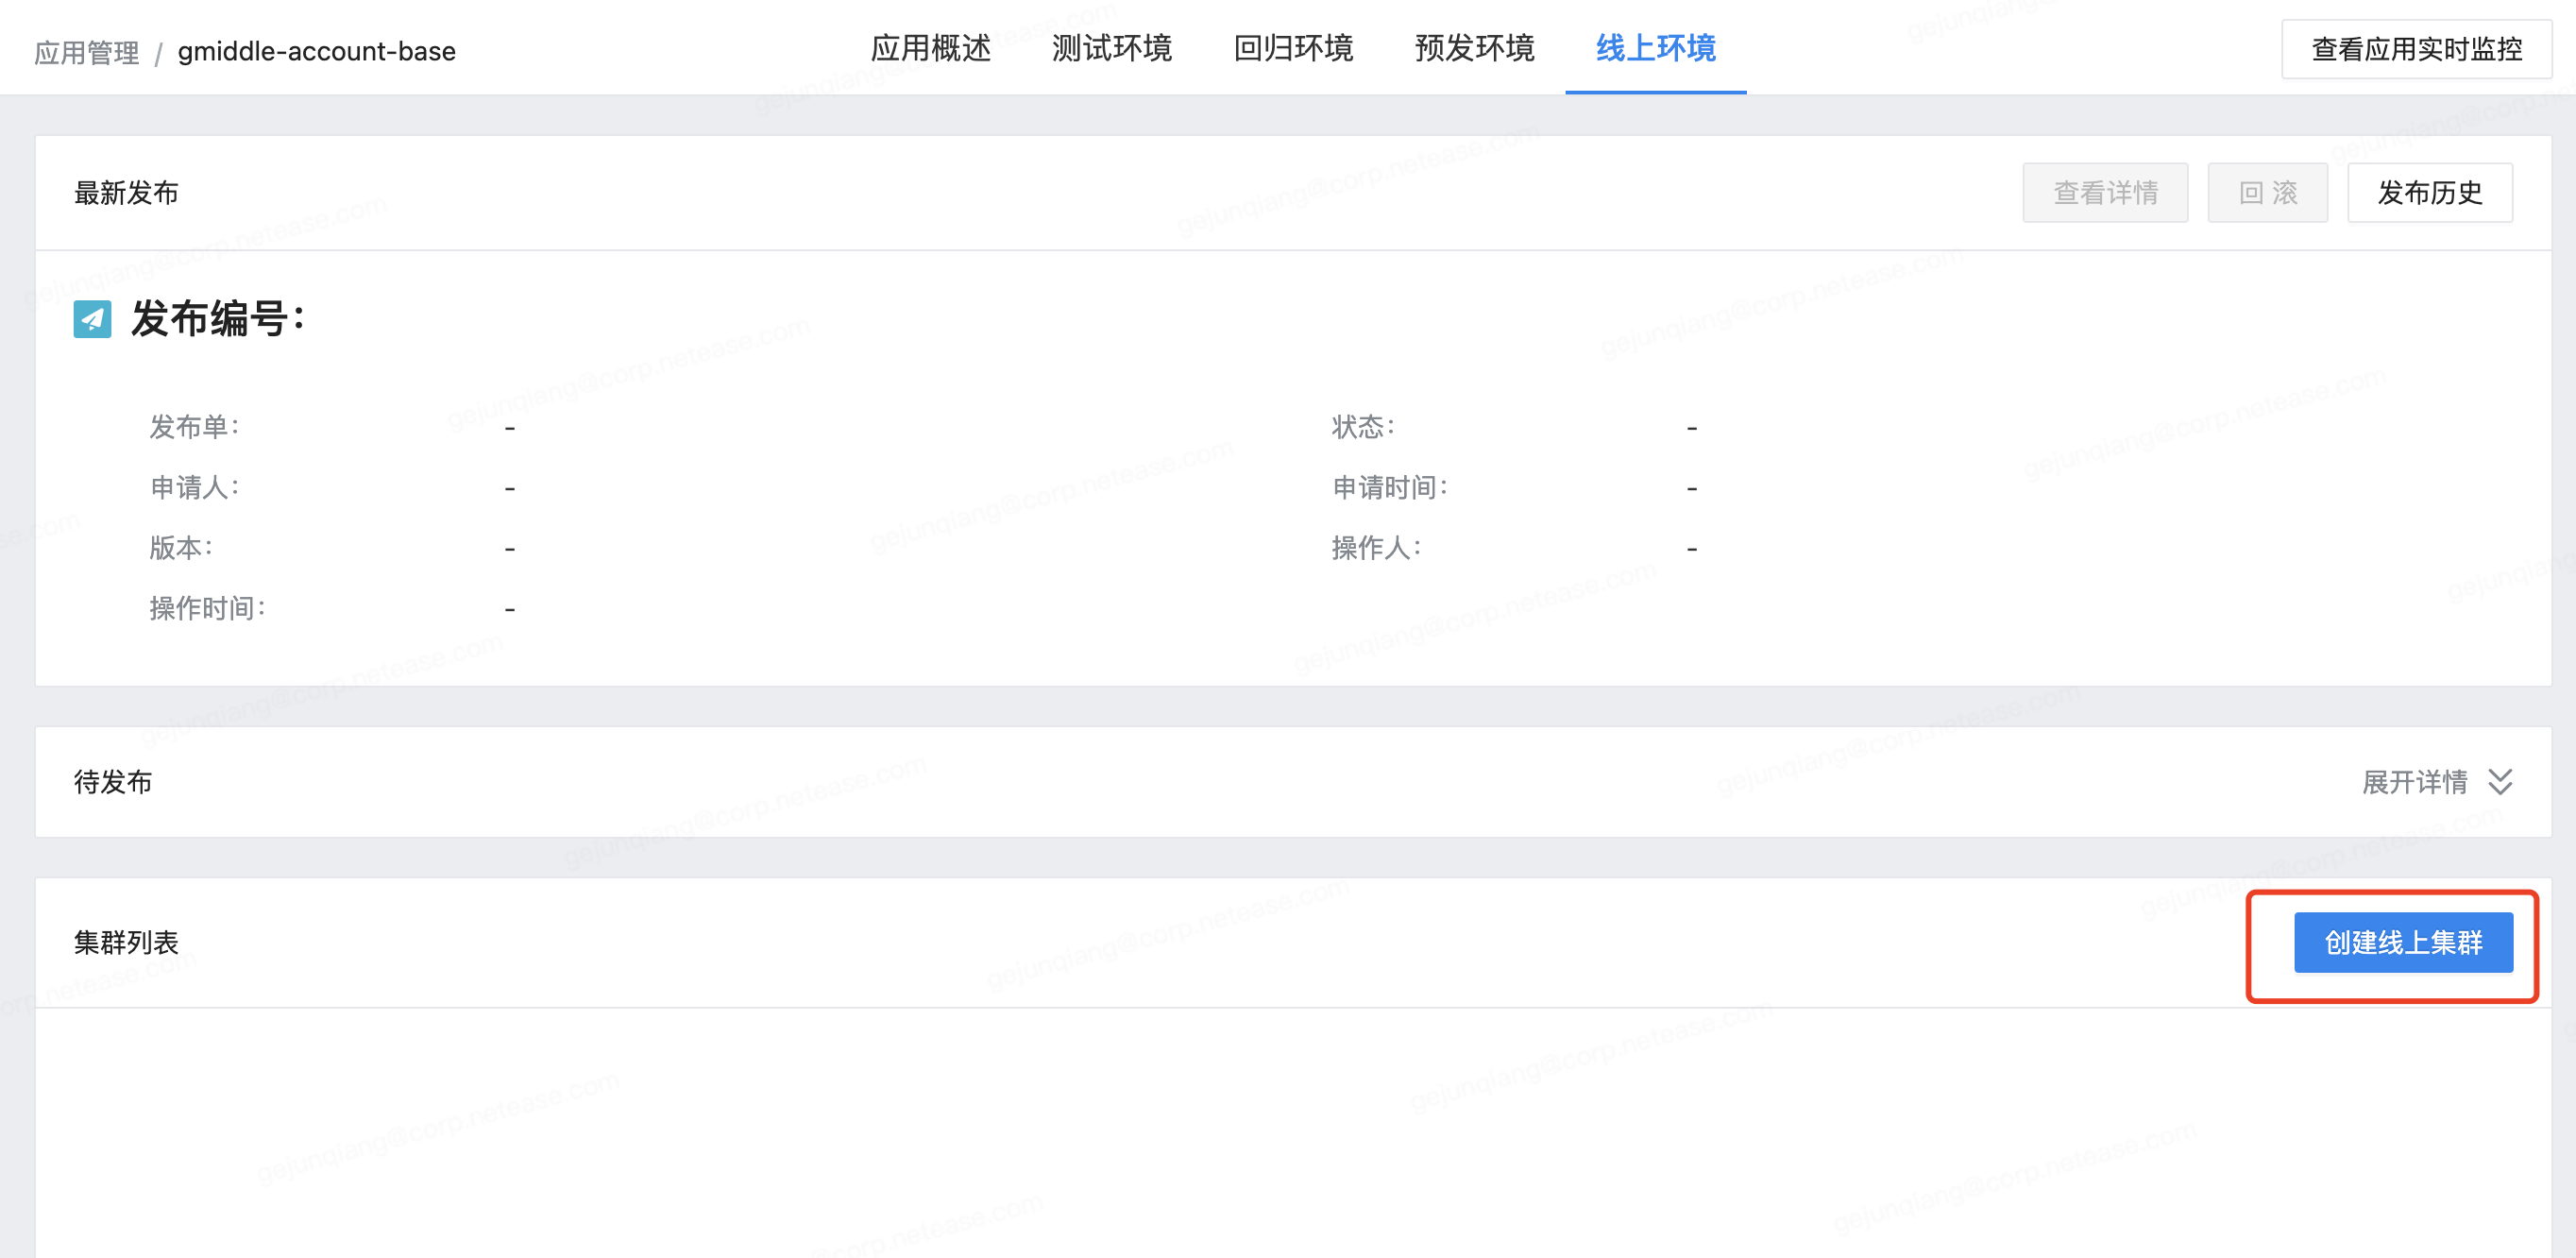 应用管理 / gmiddle-account-base 应用概述 测试环境 回归环境 预发环境 线上环境 查看应用实时监控
最新发布 查看详情 回 滚 发布历史
发布编号：
发布单： - 状态： -
申请人： - 申请时间： -
版本： - 操作人： -
操作时间： -
待发布 展开详情
集群列表 创建线上集群
gejunqiang@corp.netease.com